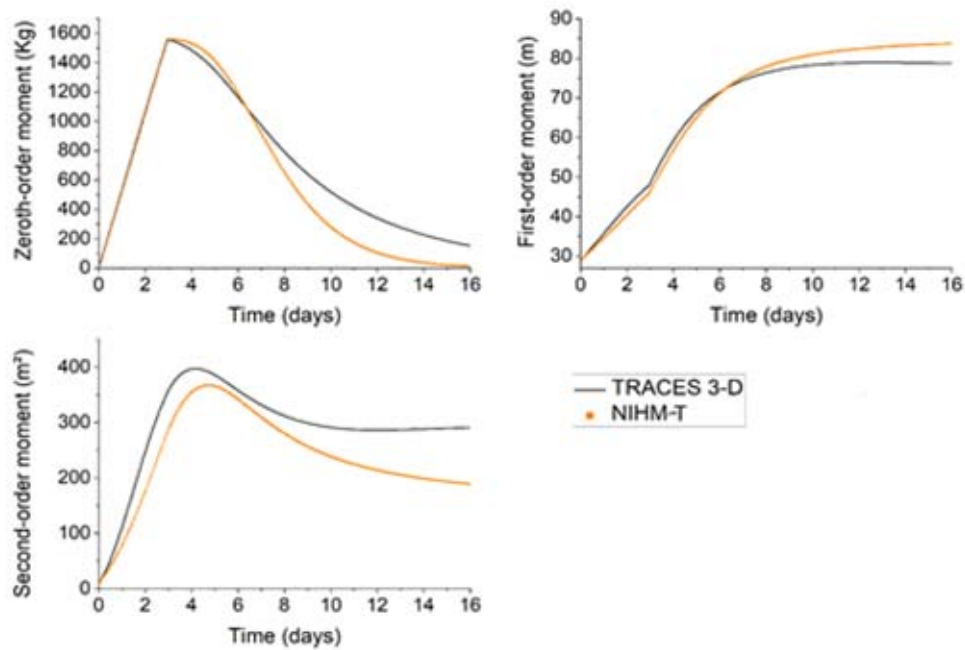 Zeroth-order moment (Kg)
1600
1400
1200
1000
800
600
400
200
0
0 2 4 6 8 10 12 14 16
Time (days)
First-order moment (m)
90
80
70
60
50
40
30
0 2 4 6 8 10 12 14 16
Time (days)
Second-order moment (m²)
400
300
200
100
0
0 2 4 6 8 10 12 14 16
Time (days)
TRACES 3-D
NIHM-T